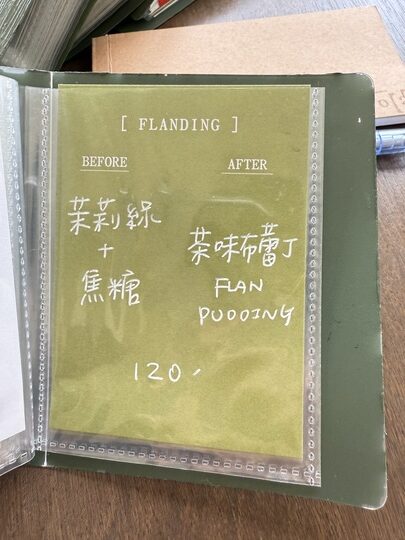 [ FLANDING ]
BEFORE
茉莉綠
+
焦糖
AFTER
茶味布蕾丁
FLAN
PUDDING
120